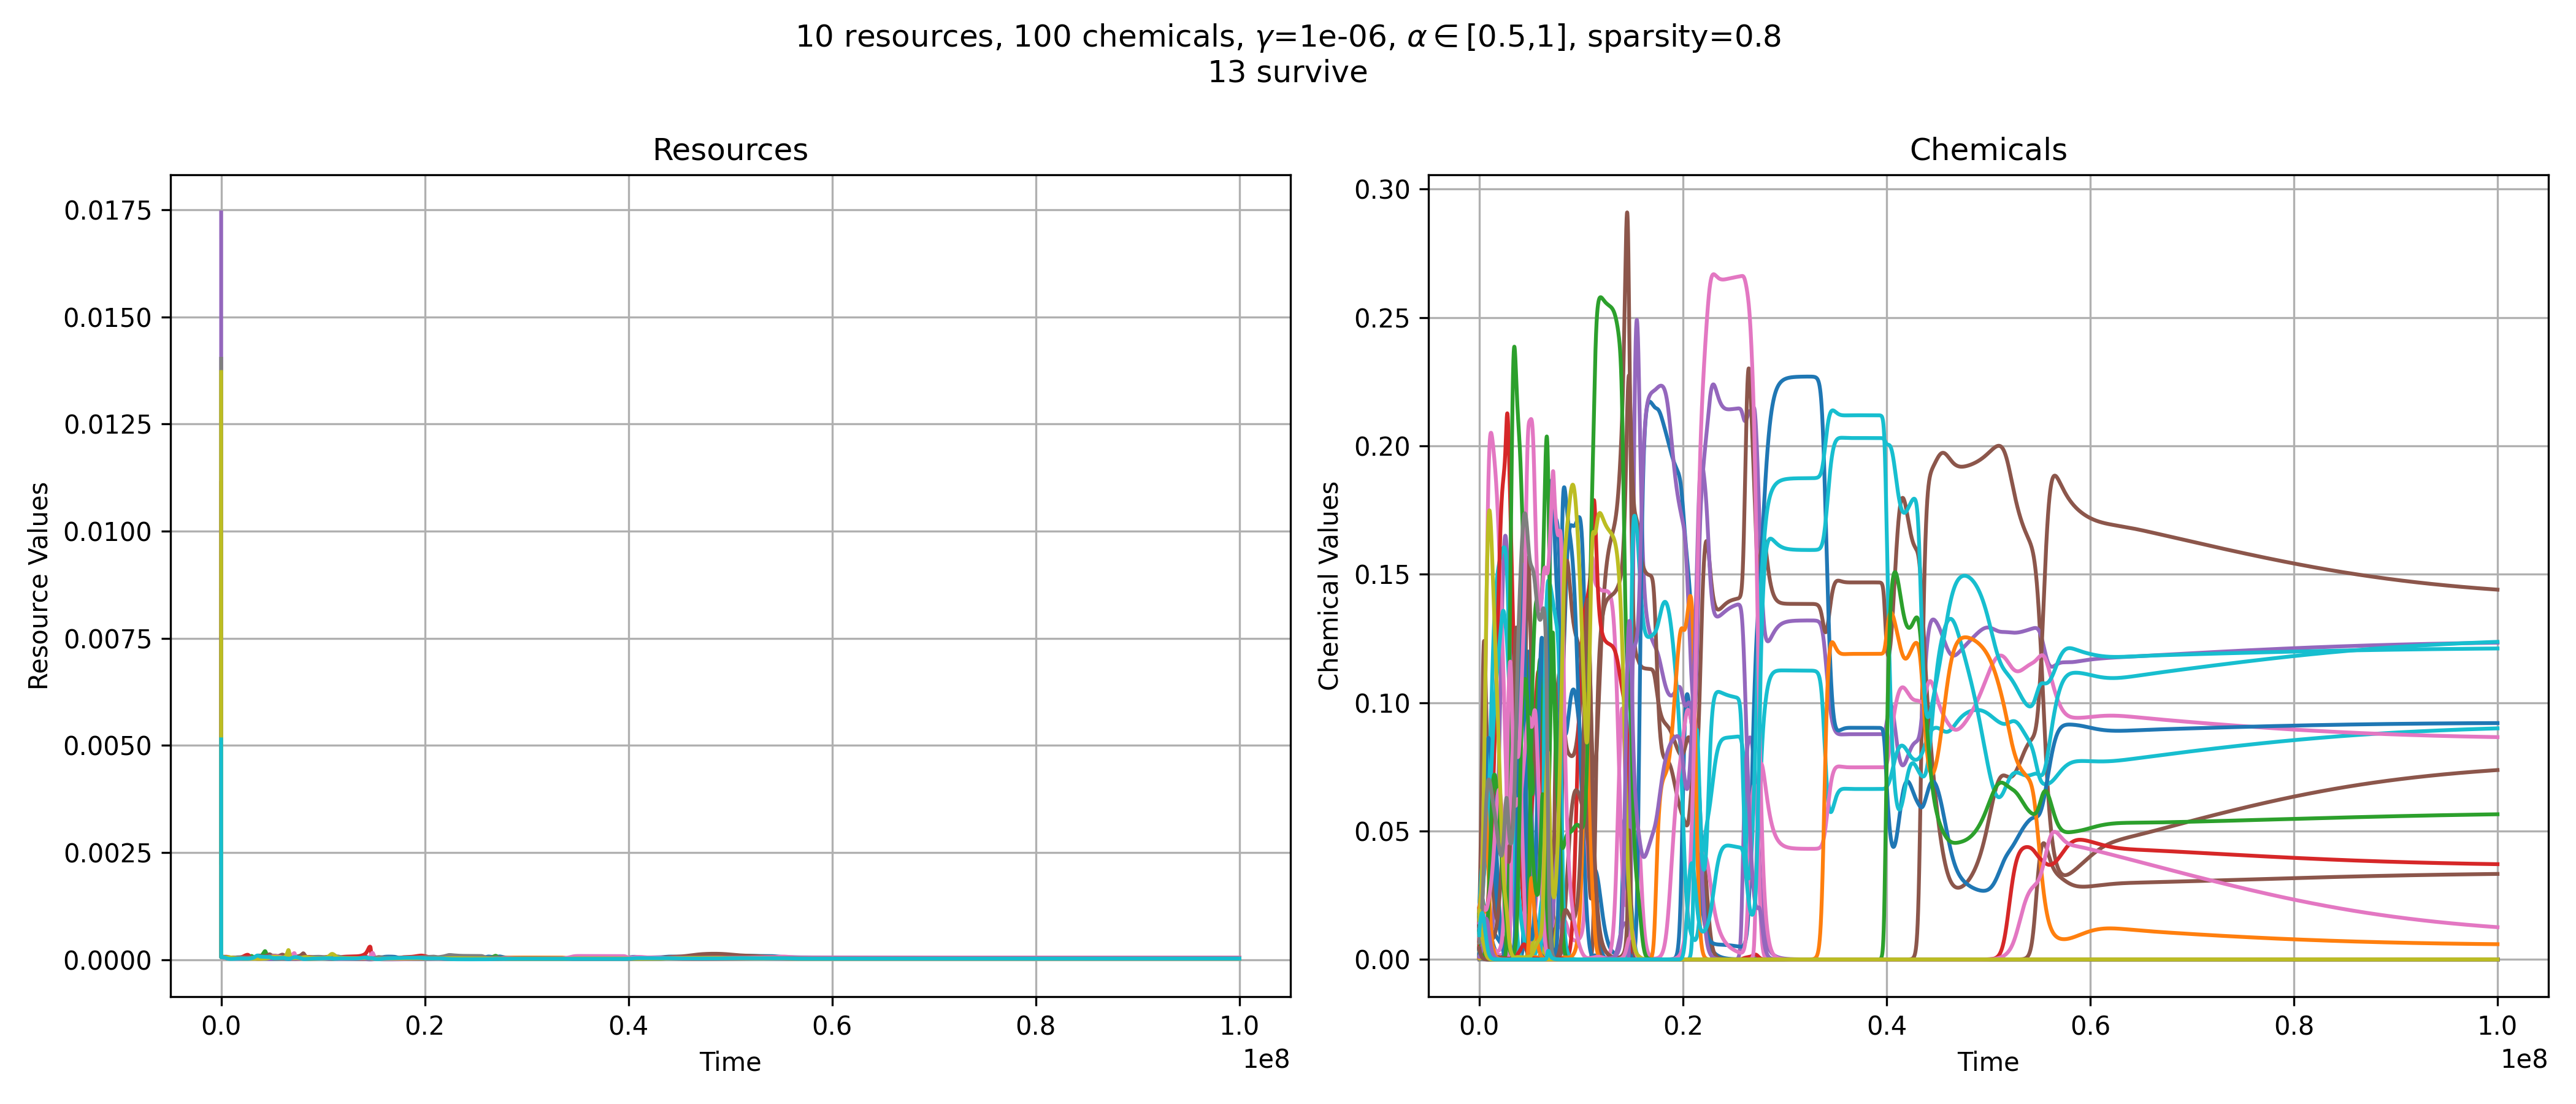 10 resources, 100 chemicals, γ=1e-06, α ∈ [0.5,1], sparsity=0.8
13 survive
Resources
Resource Values
0.0175
0.0150
0.0125
0.0100
0.0075
0.0050
0.0025
0.0000
0.0 0.2 0.4 0.6 0.8 1.0
1e8
Time
Chemicals
Chemical Values
0.30
0.25
0.20
0.15
0.10
0.05
0.00
0.0 0.2 0.4 0.6 0.8 1.0
1e8
Time